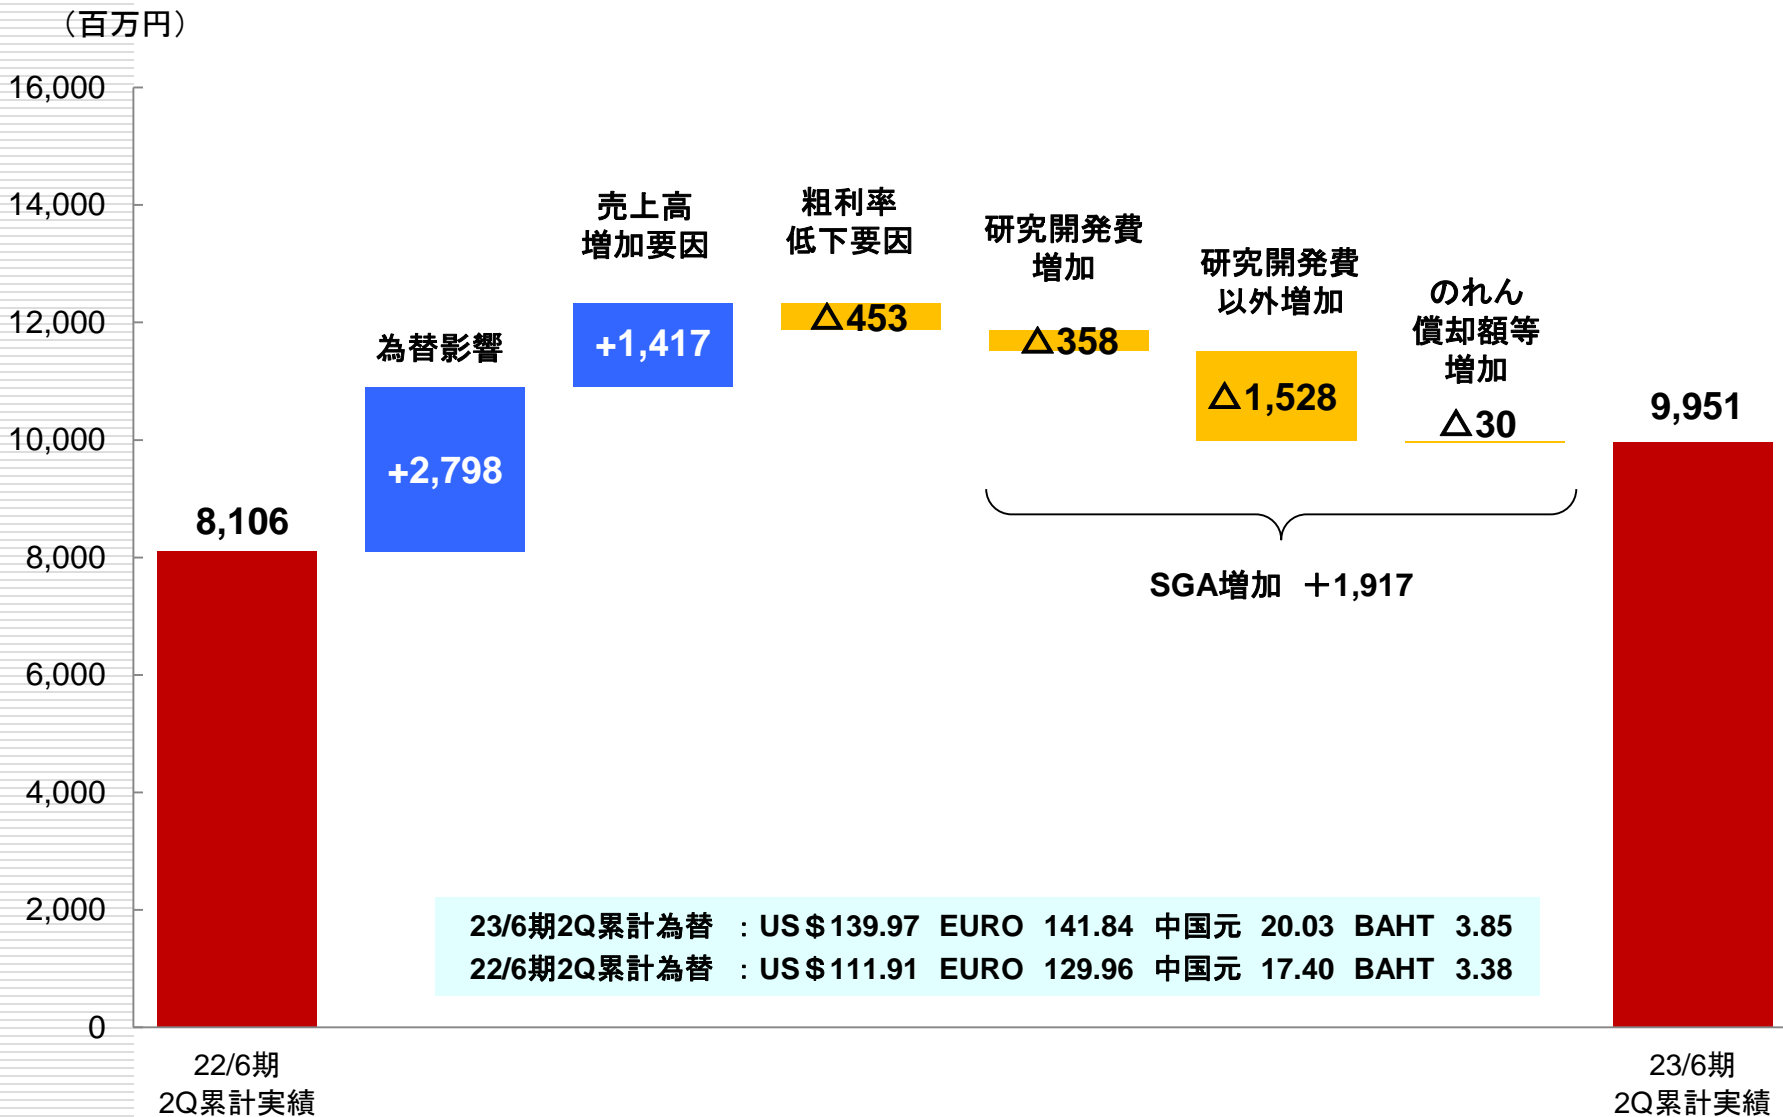 （百万円）
16,000
14,000
12,000
10,000
8,000
6,000
4,000
2,000
0
8,106
為替影響
+2,798
売上高
増加要因
+1,417
粗利率
低下要因
△453
研究開発費
増加
△358
研究開発費
以外増加
△1,528
のれん
償却額等
増加
△30
9,951
SGA増加　＋1,917
23/6期2Q累計為替　：US＄139.97 EURO 141.84 中国元 20.03 BAHT 3.85
22/6期2Q累計為替　：US＄111.91 EURO 129.96 中国元 17.40 BAHT 3.38
22/6期
2Q累計実績
23/6期
2Q累計実績